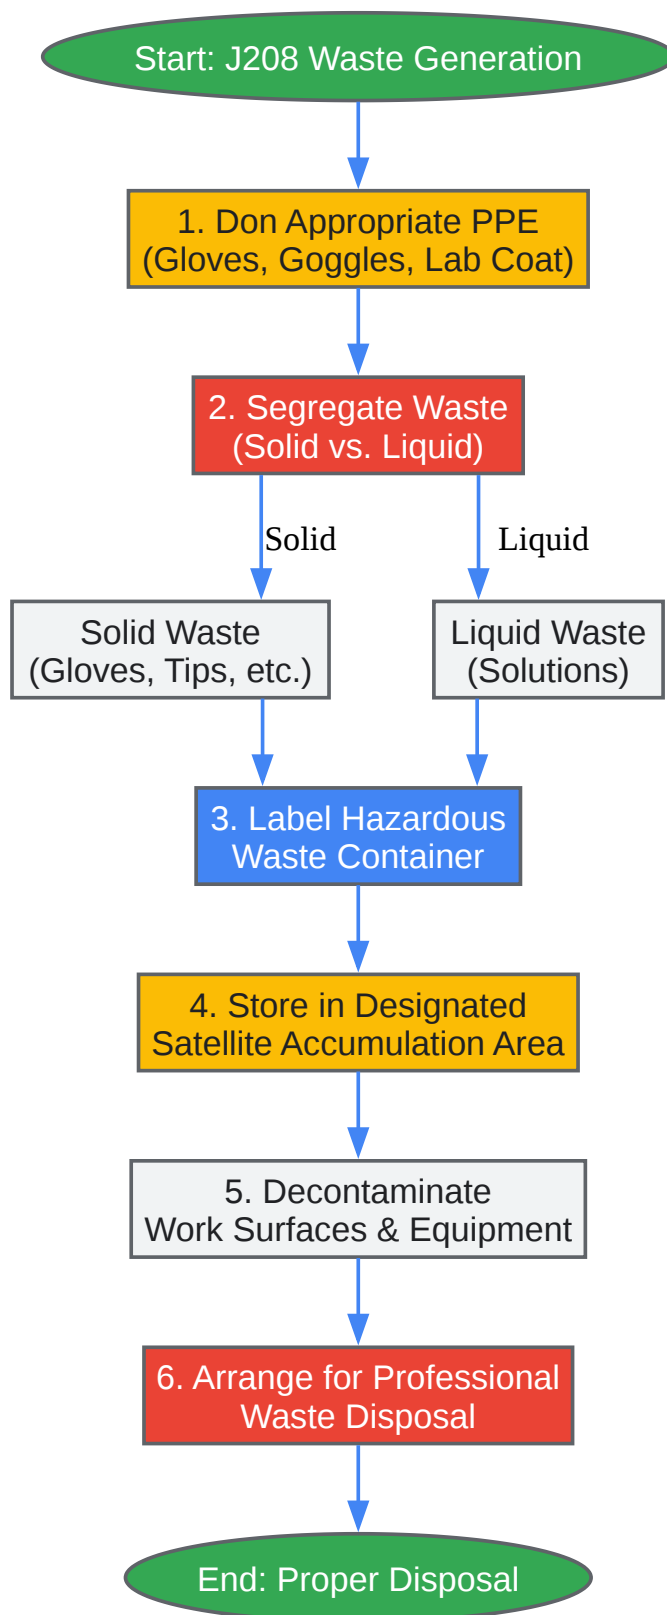 Start: J208 Waste Generation
1. Don Appropriate PPE
(Gloves, Goggles, Lab Coat)
2. Segregate Waste
(Solid vs. Liquid)
Solid
Liquid
Solid Waste
(Gloves, Tips, etc.)
Liquid Waste
(Solutions)
3. Label Hazardous
Waste Container
4. Store in Designated
Satellite Accumulation Area
5. Decontaminate
Work Surfaces & Equipment
6. Arrange for Professional
Waste Disposal
End: Proper Disposal